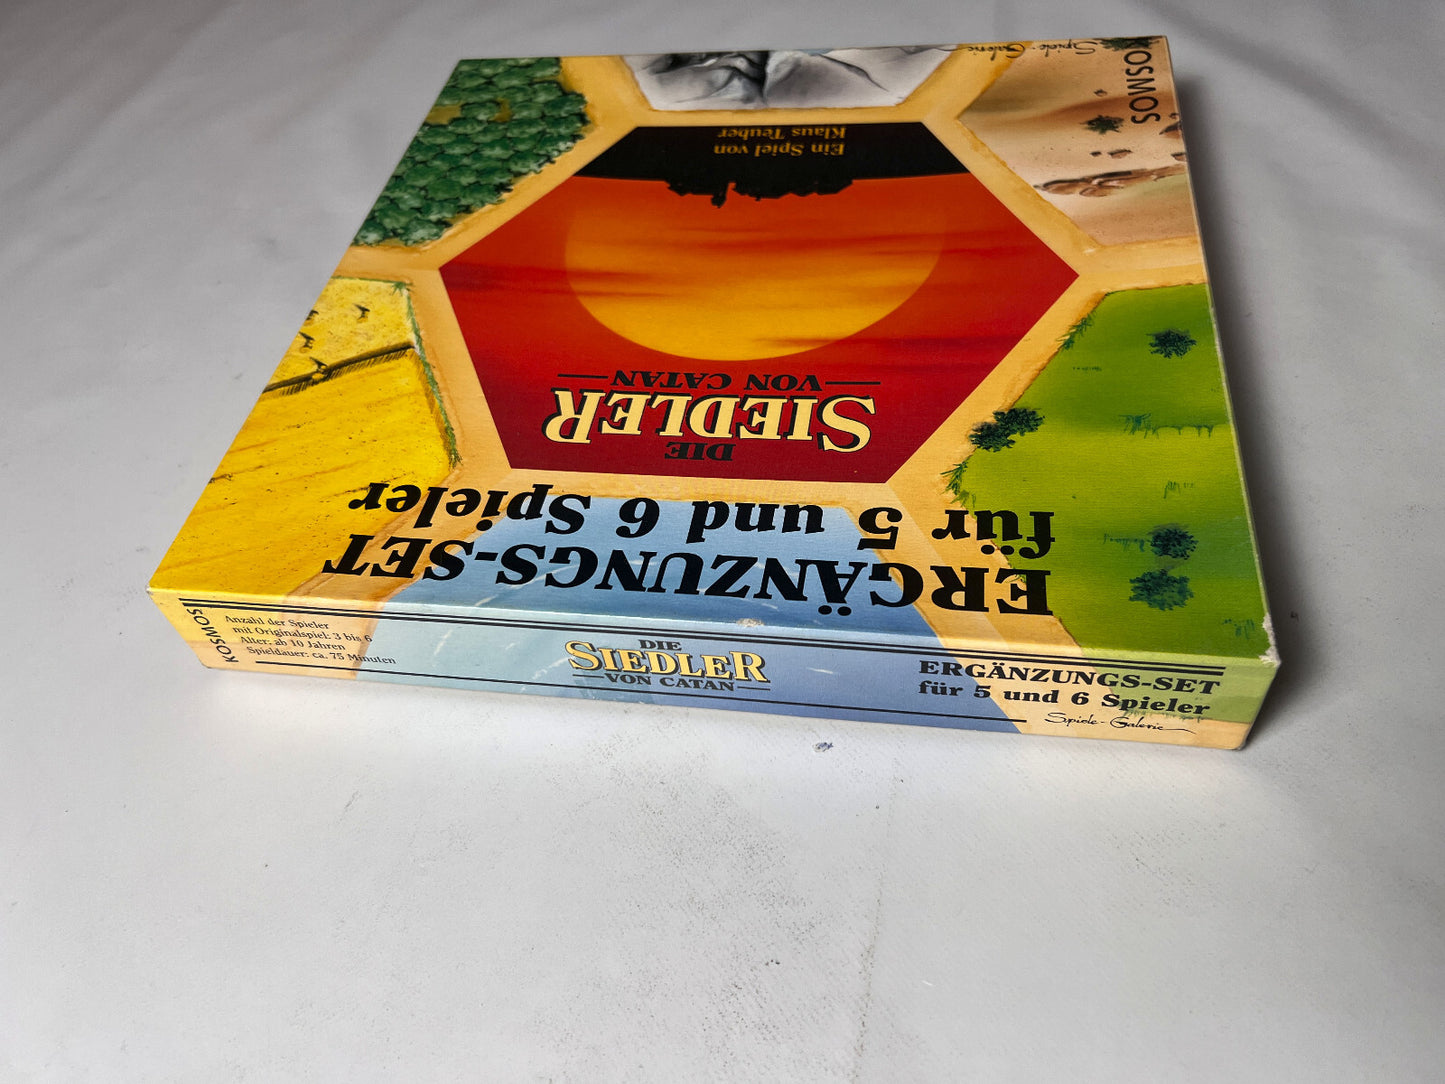 ERGÄNZUNGS-SET
für 5 und 6 Spieler
DIE
SIEDLER
VON CATAN
Ein Spiel von
Klaus Teuber
KOSMOS
Spiele-Galerie
KOSMOS
Anzahl der Spieler
mit Originalspiel: 3 bis 6
Alter: ab 10 Jahren
Spieldauer: ca. 75 Minuten
DIE
SIEDLER
VON CATAN
ERGÄNZUNGS-SET
für 5 und 6 Spieler
Spiele-Galerie